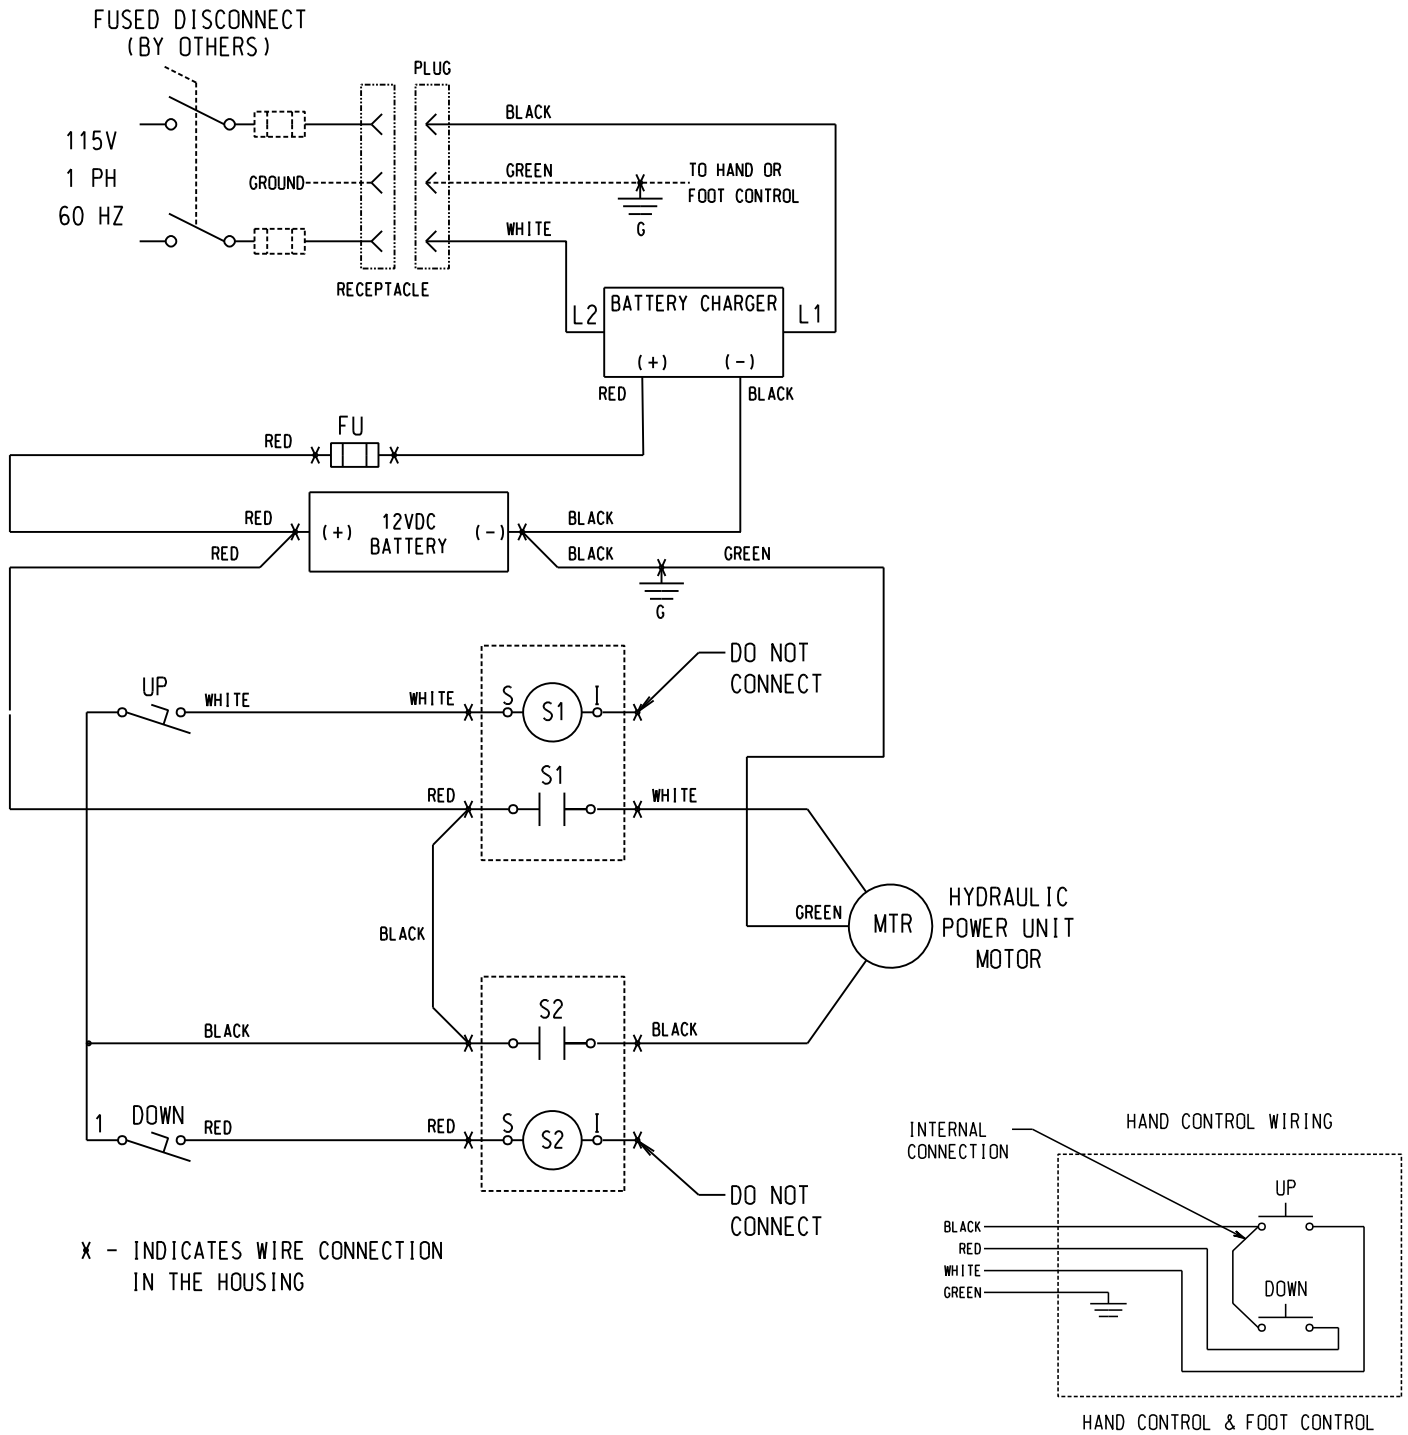 FUSED DISCONNECT
(BY OTHERS)
PLUG
BLACK
115V
1 PH
60 HZ
GROUND
GREEN
TO HAND OR
FOOT CONTROL
G
WHITE
RECEPTACLE
L2
BATTERY CHARGER
L1
(+)
(-)
RED
BLACK
FU
RED
RED
(+)
12VDC
BATTERY
(-)
BLACK
RED
BLACK
GREEN
G
DO NOT
CONNECT
UP
WHITE
WHITE
S
S1
I
S1
RED
WHITE
BLACK
GREEN
MTR
HYDRAULIC
POWER UNIT
MOTOR
S2
BLACK
BLACK
1
DOWN
RED
RED
S
S2
I
DO NOT
CONNECT
X - INDICATES WIRE CONNECTION
IN THE HOUSING
HAND CONTROL WIRING
INTERNAL
CONNECTION
UP
BLACK
RED
WHITE
GREEN
DOWN
HAND CONTROL & FOOT CONTROL